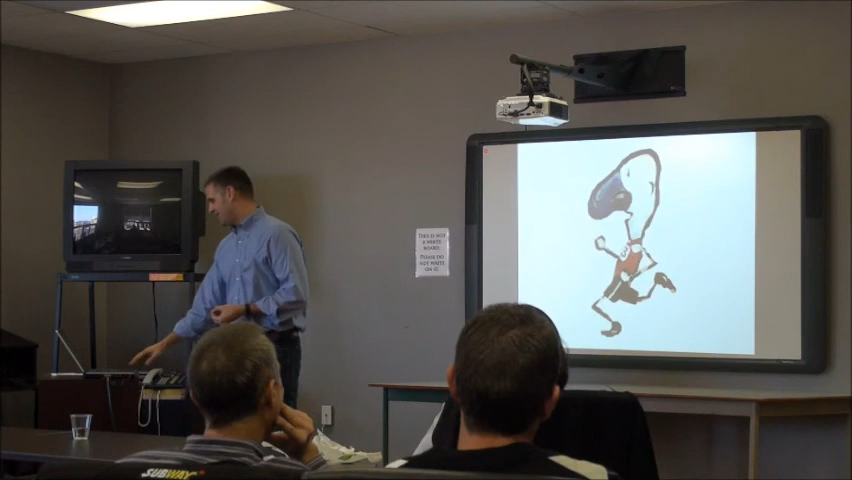 THIS IS NOT
A WHITE
BOARD.
PLEASE DO
NOT WRITE
ON IT.
SUBWAY